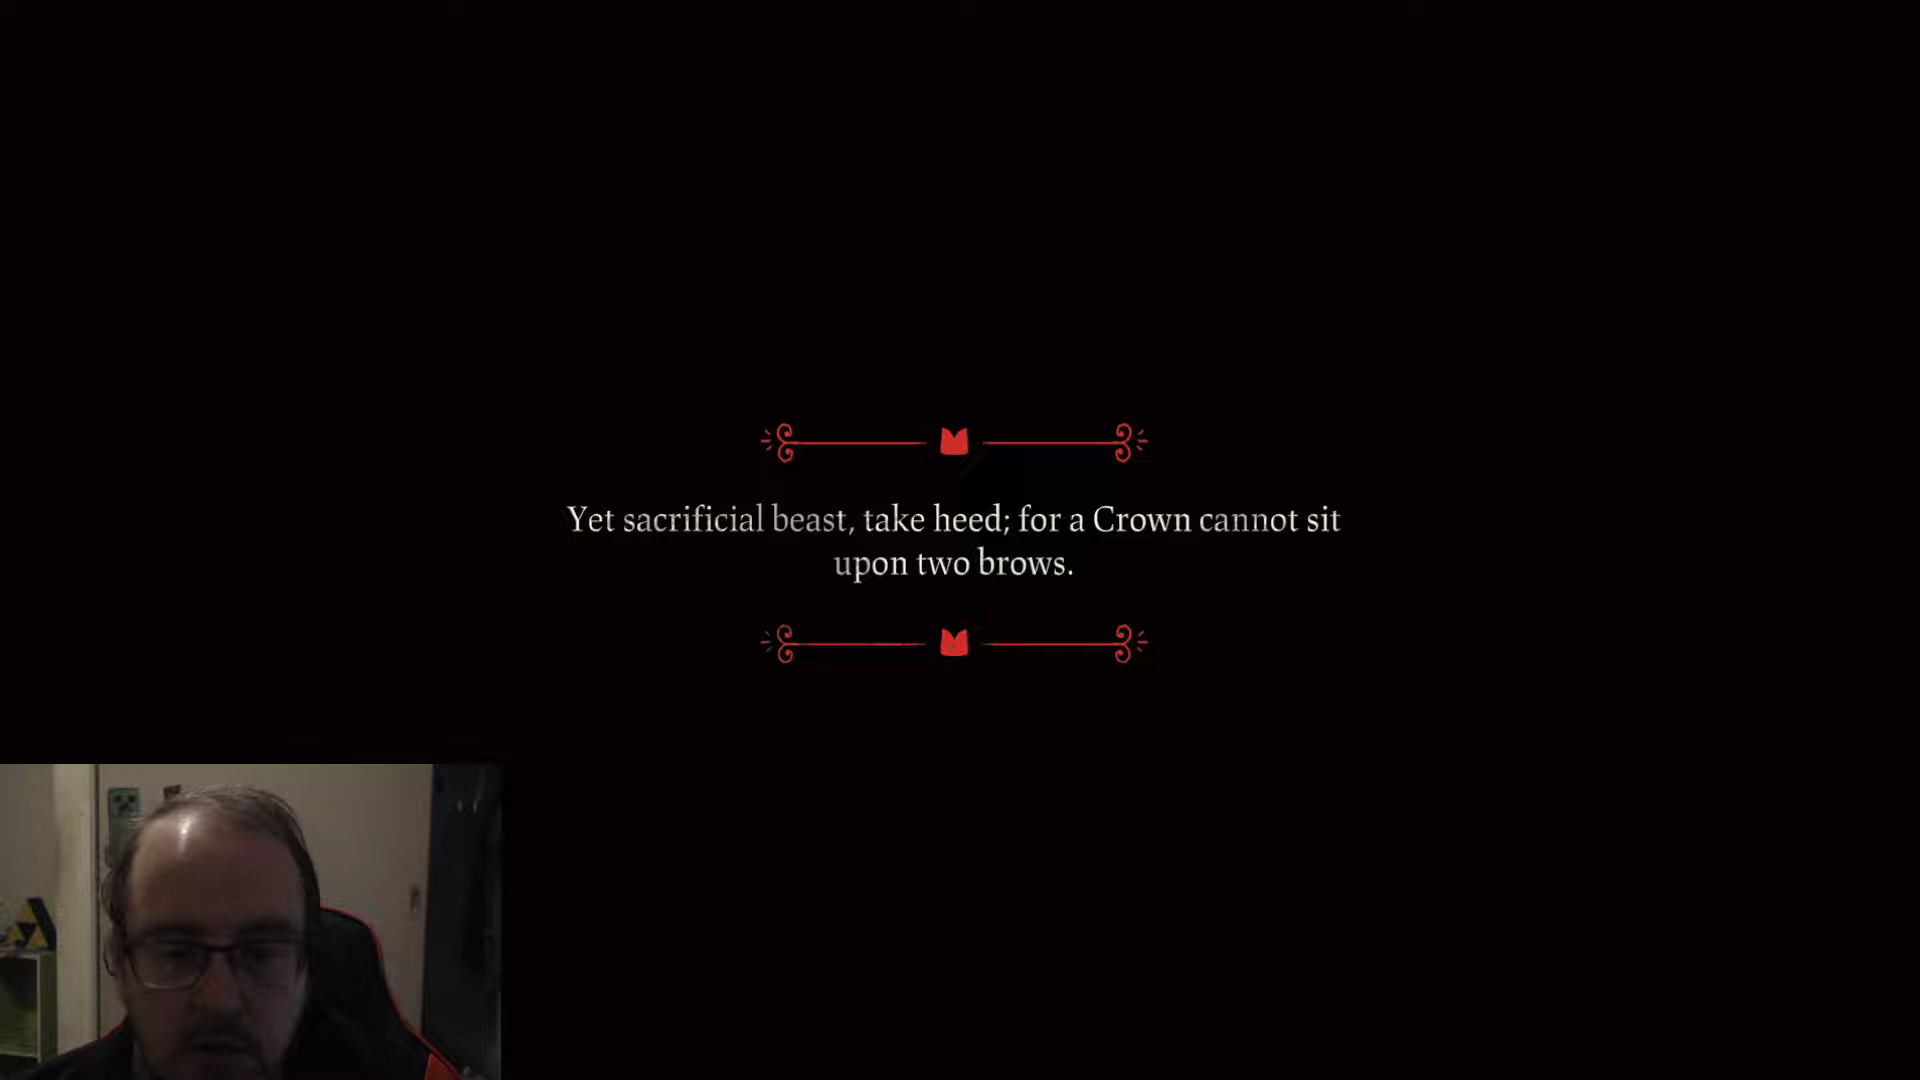 Yet sacrificial beast, take heed; for a Crown cannot sit
upon two brows.